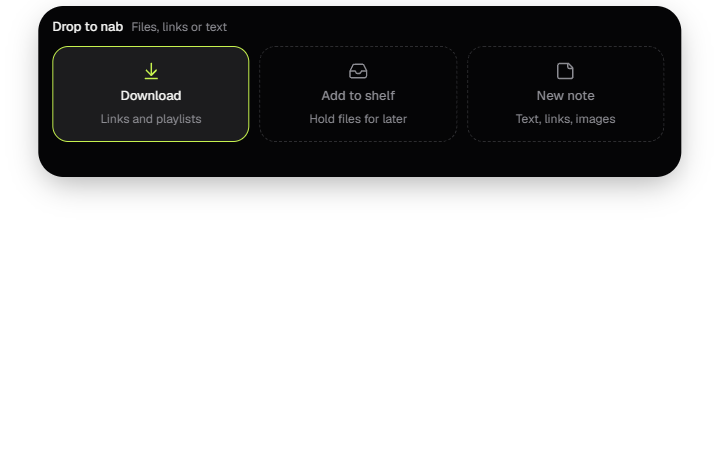 Drop to nab Files, links or text
Download
Links and playlists
Add to shelf
Hold files for later
New note
Text, links, images